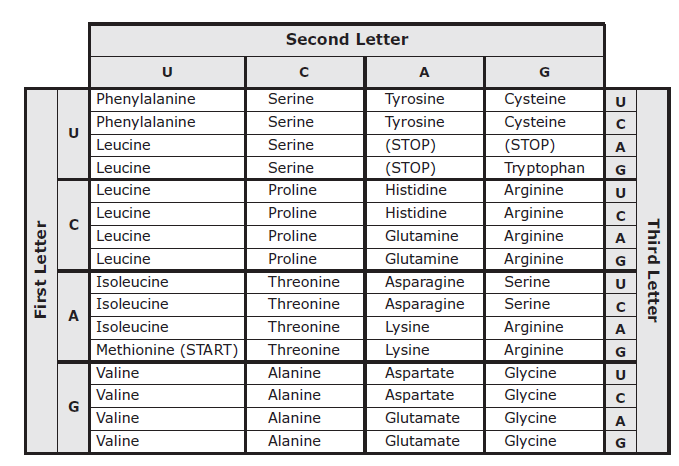 Second Letter
U C A G
First Letter
Third Letter
U
Phenylalanine Serine Tyrosine Cysteine U
Phenylalanine Serine Tyrosine Cysteine C
Leucine Serine (STOP) (STOP) A
Leucine Serine (STOP) Tryptophan G
C
Leucine Proline Histidine Arginine U
Leucine Proline Histidine Arginine C
Leucine Proline Glutamine Arginine A
Leucine Proline Glutamine Arginine G
A
Isoleucine Threonine Asparagine Serine U
Isoleucine Threonine Asparagine Serine C
Isoleucine Threonine Lysine Arginine A
Methionine (START) Threonine Lysine Arginine G
G
Valine Alanine Aspartate Glycine U
Valine Alanine Aspartate Glycine C
Valine Alanine Glutamate Glycine A
Valine Alanine Glutamate Glycine G